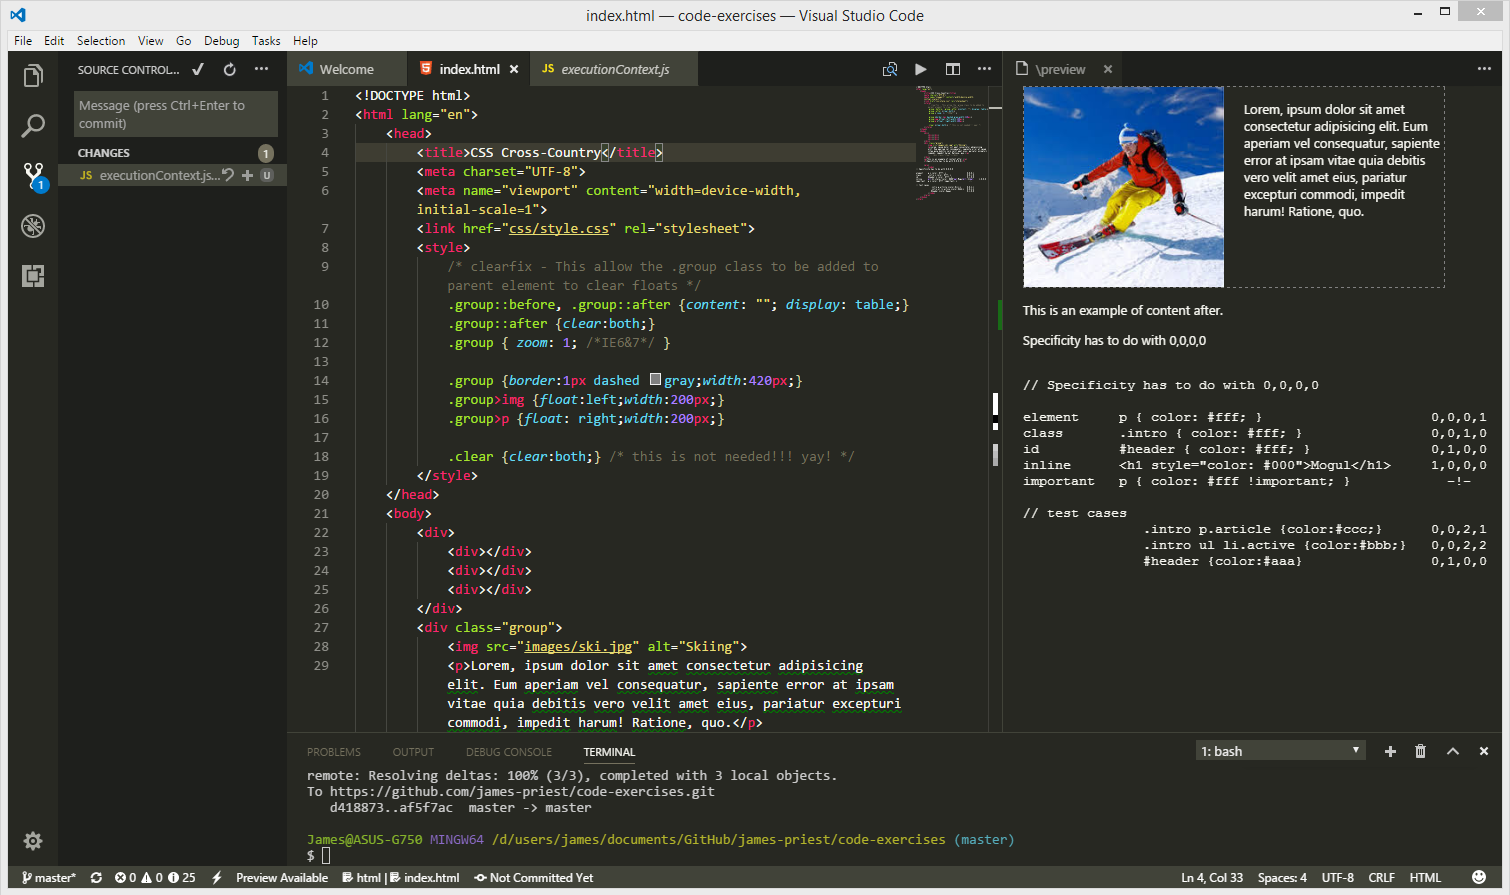 index.html — code-exercises — Visual Studio Code
File Edit Selection View Go Debug Tasks Help
SOURCE CONTROL...
Message (press Ctrl+Enter to
commit)
CHANGES 1
JS executionContext.js... U
1
Welcome
index.html
JS executionContext.js
1 <!DOCTYPE html>
2 <html lang="en">
3 <head>
4 <title>CSS Cross-Country</title>
5 <meta charset="UTF-8">
6 <meta name="viewport" content="width=device-width,
initial-scale=1">
7 <link href="css/style.css" rel="stylesheet">
8 <style>
9 /* clearfix - This allow the .group class to be added to
parent element to clear floats */
10 .group::before, .group::after {content: ""; display: table;}
11 .group::after {clear:both;}
12 .group { zoom: 1; /*IE6&7*/ }
13
14 .group {border:1px dashed gray;width:420px;}
15 .group>img {float:left;width:200px;}
16 .group>p {float: right;width:200px;}
17
18 .clear {clear:both;} /* this is not needed!!! yay! */
19 </style>
20 </head>
21 <body>
22 <div>
23 <div></div>
24 <div></div>
25 <div></div>
26 </div>
27 <div class="group">
28 <img src="images/ski.jpg" alt="Skiing">
29 <p>Lorem, ipsum dolor sit amet consectetur adipisicing
elit. Eum aperiam vel consequatur, sapiente error at ipsam
vitae quia debitis vero velit amet eius, pariatur excepturi
commodi, impedit harum! Ratione, quo.</p>
\preview
Lorem, ipsum dolor sit amet
consectetur adipisicing elit. Eum
aperiam vel consequatur, sapiente
error at ipsam vitae quia debitis
vero velit amet eius, pariatur
excepturi commodi, impedit
harum! Ratione, quo.
This is an example of content after.
Specificity has to do with 0,0,0,0
// Specificity has to do with 0,0,0,0
element p { color: #fff; } 0,0,0,1
class .intro { color: #fff; } 0,0,1,0
id #header { color: #fff; } 0,1,0,0
inline <h1 style="color: #000">Mogul</h1> 1,0,0,0
important p { color: #fff !important; } -!-
// test cases
.intro p.article {color:#ccc;} 0,0,2,1
.intro ul li.active {color:#bbb;} 0,0,2,2
#header {color:#aaa} 0,1,0,0
PROBLEMS OUTPUT DEBUG CONSOLE TERMINAL
1: bash
remote: Resolving deltas: 100% (3/3), completed with 3 local objects.
To https://github.com/james-priest/code-exercises.git
d418873..af5f7ac master -> master
James@ASUS-G750 MINGW64 /d/users/james/documents/GitHub/james-priest/code-exercises (master)
$
master* 0 0 25 Preview Available html | index.html Not Committed Yet
Ln 4, Col 33 Spaces: 4 UTF-8 CRLF HTML